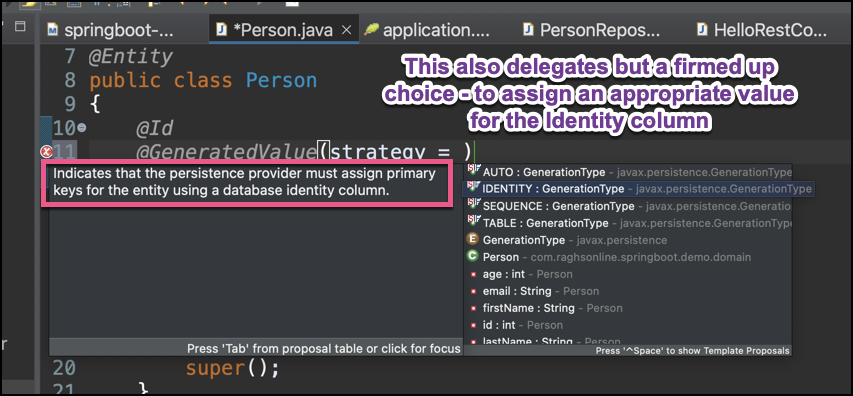 springboot-... *Person.java application.... PersonRepos... HelloRestCo...
7 @Entity
8 public class Person
9 {
10 @Id
11 @GeneratedValue(strategy = )
This also delegates but a firmed up
choice - to assign an appropriate value
for the Identity column
Indicates that the persistence provider must assign primary
keys for the entity using a database identity column.
Press 'Tab' from proposal table or click for focus
AUTO : GenerationType - javax.persistence.GenerationType
IDENTITY : GenerationType - javax.persistence.GenerationType
SEQUENCE : GenerationType - javax.persistence.GenerationType
TABLE : GenerationType - javax.persistence.GenerationType
GenerationType - javax.persistence
Person - com.raghsonline.springboot.demo.domain
age : int - Person
email : String - Person
firstName : String - Person
id : int - Person
lastName : String - Person
Press '^Space' to show Template Proposals
20 super();
21 }